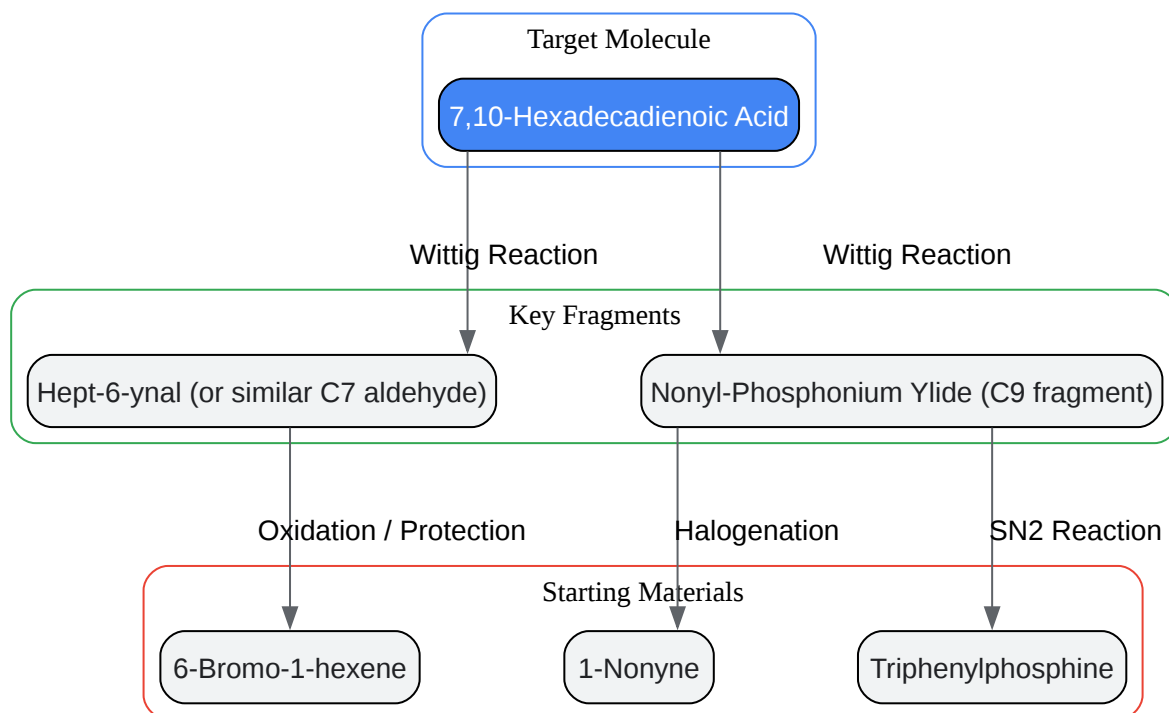 Target Molecule
7,10-Hexadecadienoic Acid
Wittig Reaction
Wittig Reaction
Key Fragments
Hept-6-ynal (or similar C7 aldehyde)
Nonyl-Phosphonium Ylide (C9 fragment)
Oxidation / Protection
Halogenation
SN2 Reaction
Starting Materials
6-Bromo-1-hexene
1-Nonyne
Triphenylphosphine